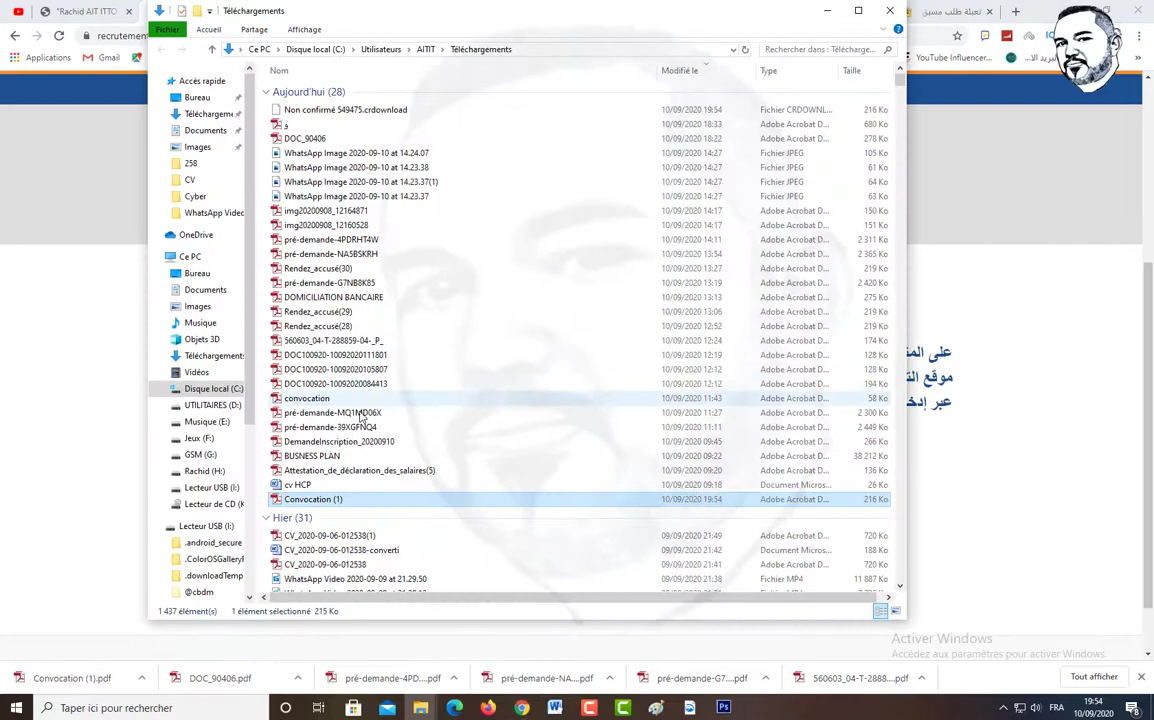 Téléchargements
"Rachid AIT ITTO
تعبئة طلب مسبق
recrutement
Fichier
Accueil
Partage
Affichage
Ce PC
Disque local (C:)
Utilisateurs
AITIT
Téléchargements
Rechercher dans : Télécharge...
Applications
Gmail
YouTube Influencer...
Nom
Modifié le
Type
Taille
Accès rapide
Bureau
Téléchargeme
Documents
Images
258
CV
Cyber
WhatsApp Video
OneDrive
Ce PC
Bureau
Documents
Images
Musique
Objets 3D
Téléchargements
Vidéos
Disque local (C:)
UTILITAIRES (D:)
Musique (E:)
Jeux (F:)
GSM (G:)
Rachid (H:)
Lecteur USB (I:)
Lecteur de CD (K
Lecteur USB (I:)
.android_secure
.ColorOSGallery
.downloadTemp
@cbdm
Aujourd'hui (28)
Non confirmé 549475.crdownload 10/09/2020 19:54 Fichier CRDOWNL... 216 Ko
و 10/09/2020 18:33 Adobe Acrobat D... 680 Ko
DOC_90406 10/09/2020 18:22 Adobe Acrobat D... 278 Ko
WhatsApp Image 2020-09-10 at 14.24.07 10/09/2020 14:27 Fichier JPEG 105 Ko
WhatsApp Image 2020-09-10 at 14.23.38 10/09/2020 14:27 Fichier JPEG 61 Ko
WhatsApp Image 2020-09-10 at 14.23.37(1) 10/09/2020 14:27 Fichier JPEG 64 Ko
WhatsApp Image 2020-09-10 at 14.23.37 10/09/2020 14:27 Fichier JPEG 63 Ko
img20200908_12164871 10/09/2020 14:17 Adobe Acrobat D... 150 Ko
img20200908_12160528 10/09/2020 14:17 Adobe Acrobat D... 151 Ko
pré-demande-4PDRHT4W 10/09/2020 14:11 Adobe Acrobat D... 2 311 Ko
pré-demande-NA5BSKRH 10/09/2020 13:54 Adobe Acrobat D... 2 365 Ko
Rendez_accusé(30) 10/09/2020 13:27 Adobe Acrobat D... 219 Ko
pré-demande-G7NB8K85 10/09/2020 13:19 Adobe Acrobat D... 2 420 Ko
DOMICILIATION BANCAIRE 10/09/2020 13:13 Adobe Acrobat D... 275 Ko
Rendez_accusé(29) 10/09/2020 13:08 Adobe Acrobat D... 219 Ko
Rendez_accusé(28) 10/09/2020 12:52 Adobe Acrobat D... 219 Ko
560603_04-T-288859-04-_P_ 10/09/2020 12:24 Adobe Acrobat D... 174 Ko
DOC100920-10092020111801 10/09/2020 12:19 Adobe Acrobat D... 128 Ko
DOC100920-10092020105807 10/09/2020 12:12 Adobe Acrobat D... 128 Ko
DOC100920-10092020084413 10/09/2020 12:12 Adobe Acrobat D... 194 Ko
convocation 10/09/2020 11:43 Adobe Acrobat D... 58 Ko
pré-demande-MQ1MD06X 10/09/2020 11:27 Adobe Acrobat D... 2 300 Ko
pré-demande-39XGFNQ4 10/09/2020 11:11 Adobe Acrobat D... 2 449 Ko
DemandeInscription_20200910 10/09/2020 09:45 Adobe Acrobat D... 266 Ko
BUSNESS PLAN 10/09/2020 09:22 Adobe Acrobat D... 38 212 Ko
Attestation_de_déclaration_des_salaires(5) 10/09/2020 09:20 Adobe Acrobat D... 136 Ko
cv HCP 10/09/2020 09:18 Document Micros... 26 Ko
Convocation (1) 10/09/2020 19:54 Adobe Acrobat D... 216 Ko
Hier (31)
CV_2020-09-06-012538(1) 09/09/2020 21:49 Adobe Acrobat D... 720 Ko
CV_2020-09-06-012538-converti 09/09/2020 21:42 Document Micros... 188 Ko
CV_2020-09-06-012538 09/09/2020 21:42 Adobe Acrobat D... 720 Ko
WhatsApp Video 2020-09-09 at 21.29.50 09/09/2020 21:38 Fichier MP4 11 887 Ko
1 437 élément(s) 1 élément sélectionné 215 Ko
على
موقع
عبر
Activer Windows
Accédez aux paramètres pour activer Windows.
Convocation (1).pdf
DOC_90406.pdf
pré-demande-4PD....pdf
pré-demande-NA....pdf
pré-demande-G7....pdf
560603_04-T-2888....pdf
Tout afficher
Taper ici pour rechercher
FRA
19:54
10/09/2020
8